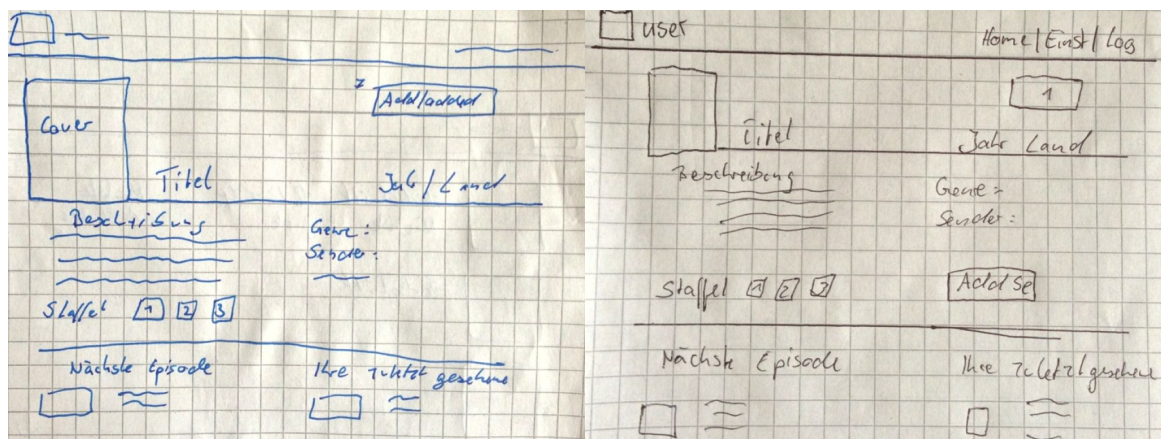 Add/added
Cover
Titel
Jah / Land
Beschreibung
Genre:
Sender:
Staffel 1 2 3
Nächste Episode
Ihre zuletzt gesehene
user
Home | Einst | Log
1
Titel
Jahr Land
Beschreibung
Genre:
Sender:
Staffel 1 2 3
Add Se
Nächste Episode
Ihre zuletzt gesehene